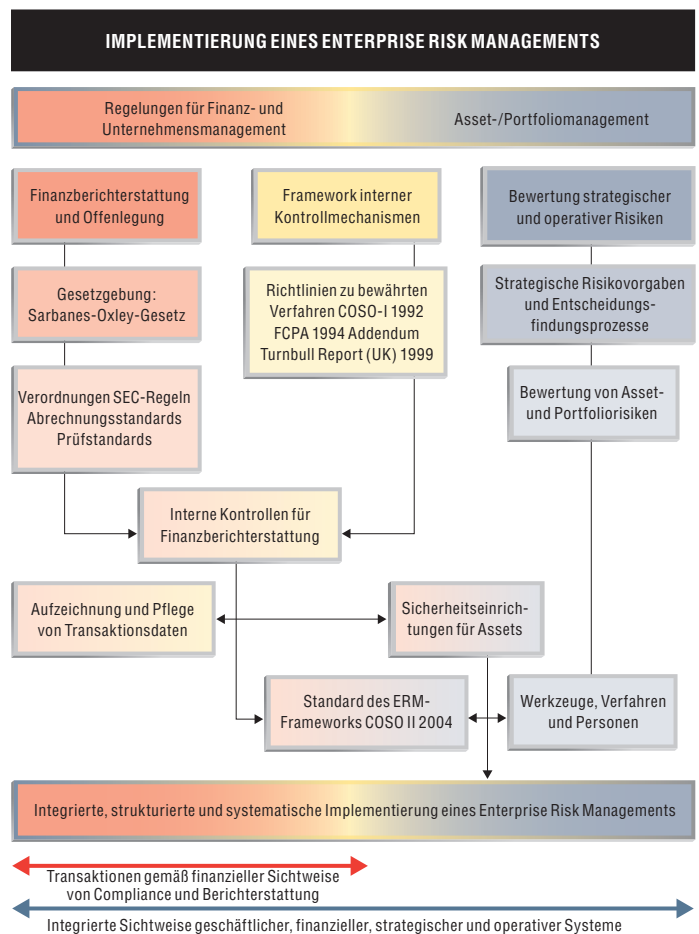 IMPLEMENTIERUNG EINES ENTERPRISE RISK MANAGEMENTS
Regelungen für Finanz- und
Unternehmensmanagement
Asset-/Portfoliomanagement
Finanzberichterstattung
und Offenlegung
Framework interner
Kontrollmechanismen
Bewertung strategischer
und operativer Risiken
Gesetzgebung:
Sarbanes-Oxley-Gesetz
Richtlinien zu bewährten
Verfahren COSO-I 1992
FCPA 1994 Addendum
Turnbull Report (UK) 1999
Strategische Risikovorgaben
und Entscheidungs-
findungsprozesse
Verordnungen SEC-Regeln
Abrechnungsstandards
Prüfstandards
Bewertung von Asset-
und Portfoliorisiken
Interne Kontrollen für
Finanzberichterstattung
Aufzeichnung und Pflege
von Transaktionsdaten
Sicherheitseinrich-
tungen für Assets
Standard des ERM-
Frameworks COSO II 2004
Werkzeuge, Verfahren
und Personen
Integrierte, strukturierte und systematische Implementierung eines Enterprise Risk Managements
Transaktionen gemäß finanzieller Sichtweise
von Compliance und Berichterstattung
Integrierte Sichtweise geschäftlicher, finanzieller, strategischer und operativer Systeme